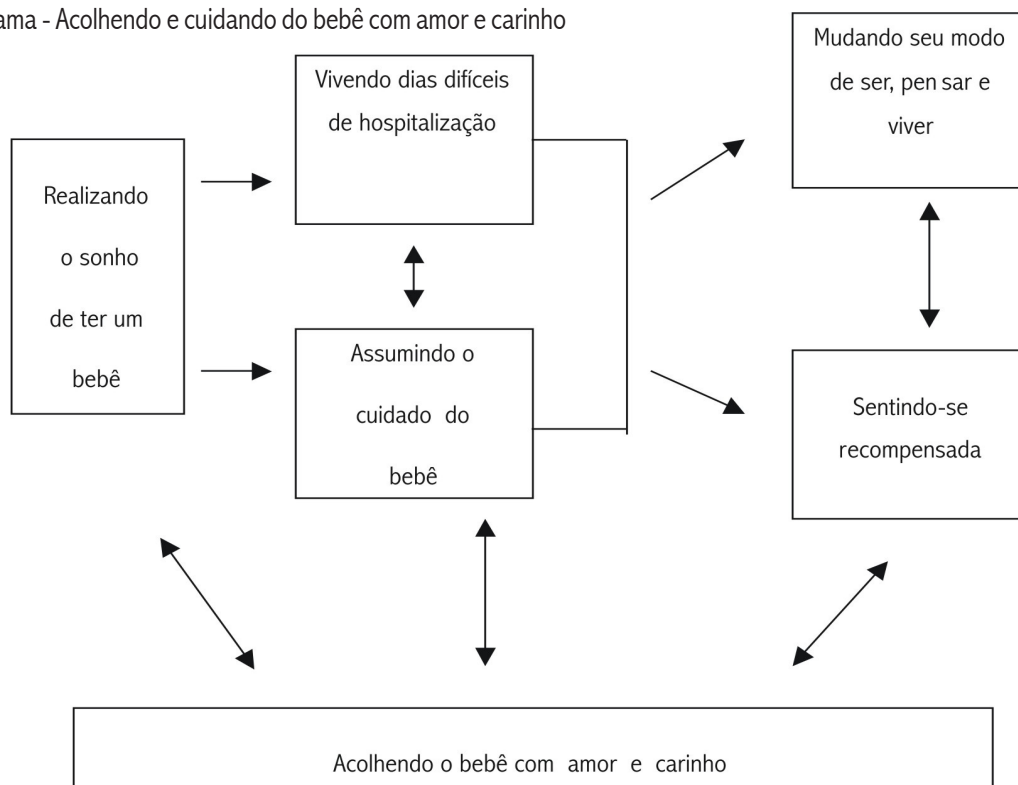 ama - Acolhendo e cuidando do bebê com amor e carinho
Realizando
o sonho
de ter um
bebê
Vivendo dias difíceis
de hospitalização
Assumindo o
cuidado do
bebê
Mudando seu modo
de ser, pen sar e
viver
Sentindo-se
recompensada
Acolhendo o bebê com amor e carinho